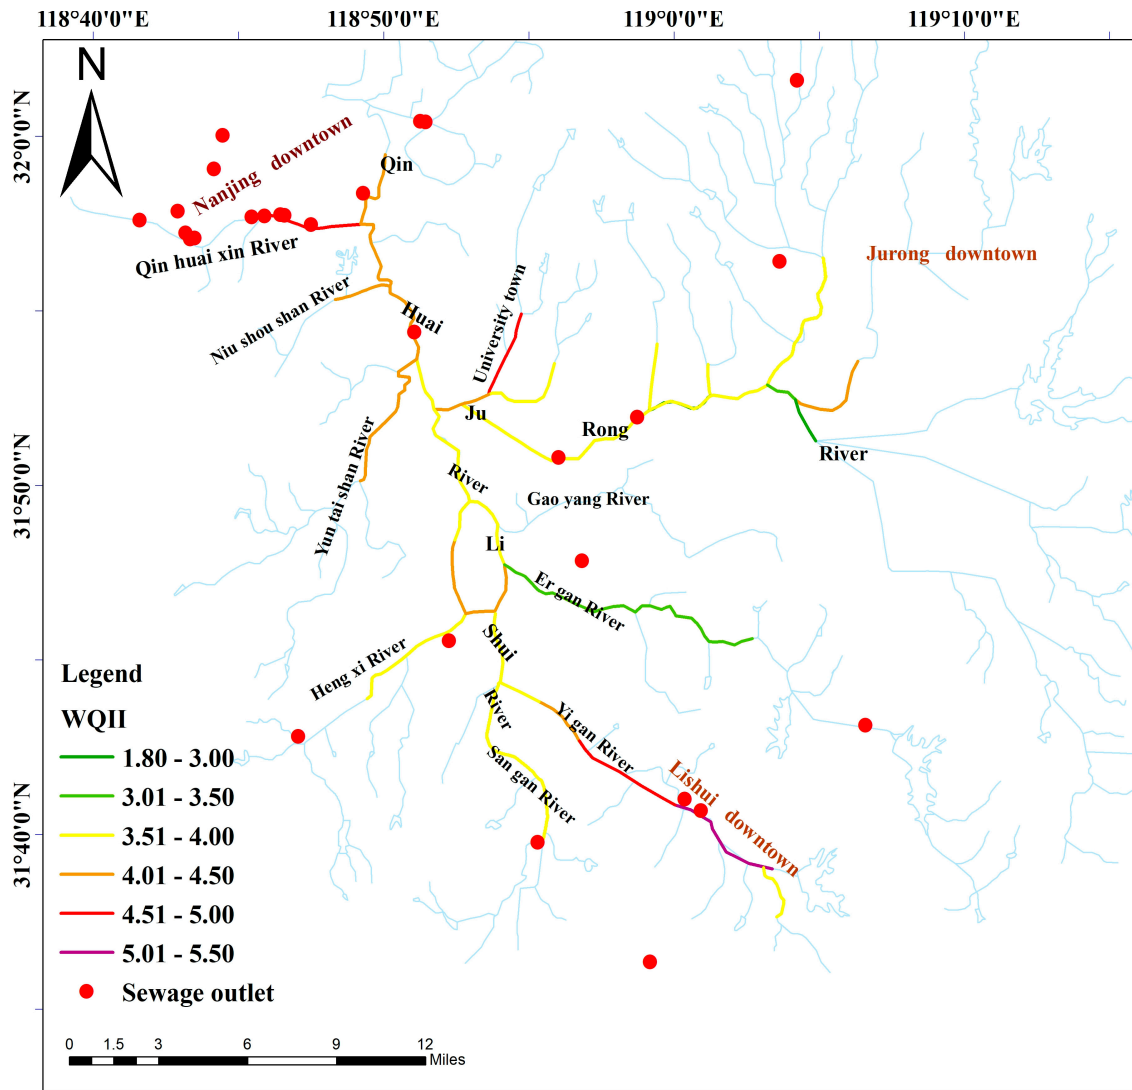 118°40'0"E
118°50'0"E
119°0'0"E
119°10'0"E
N
32°0'0"N
31°50'0"N
31°40'0"N
Nanjing downtown
Qin
Qin huai xin River
Jurong downtown
Niu shou shan River
Huai
University town
Ju
Rong
River
Yun tai shan River
River
Gao yang River
Li
Er gan River
Shui
Heng xi River
River
Yi gan River
San gan River
Lishui downtown
Legend
WQII
1.80 - 3.00
3.01 - 3.50
3.51 - 4.00
4.01 - 4.50
4.51 - 5.00
5.01 - 5.50
Sewage outlet
0 1.5 3 6 9 12
Miles